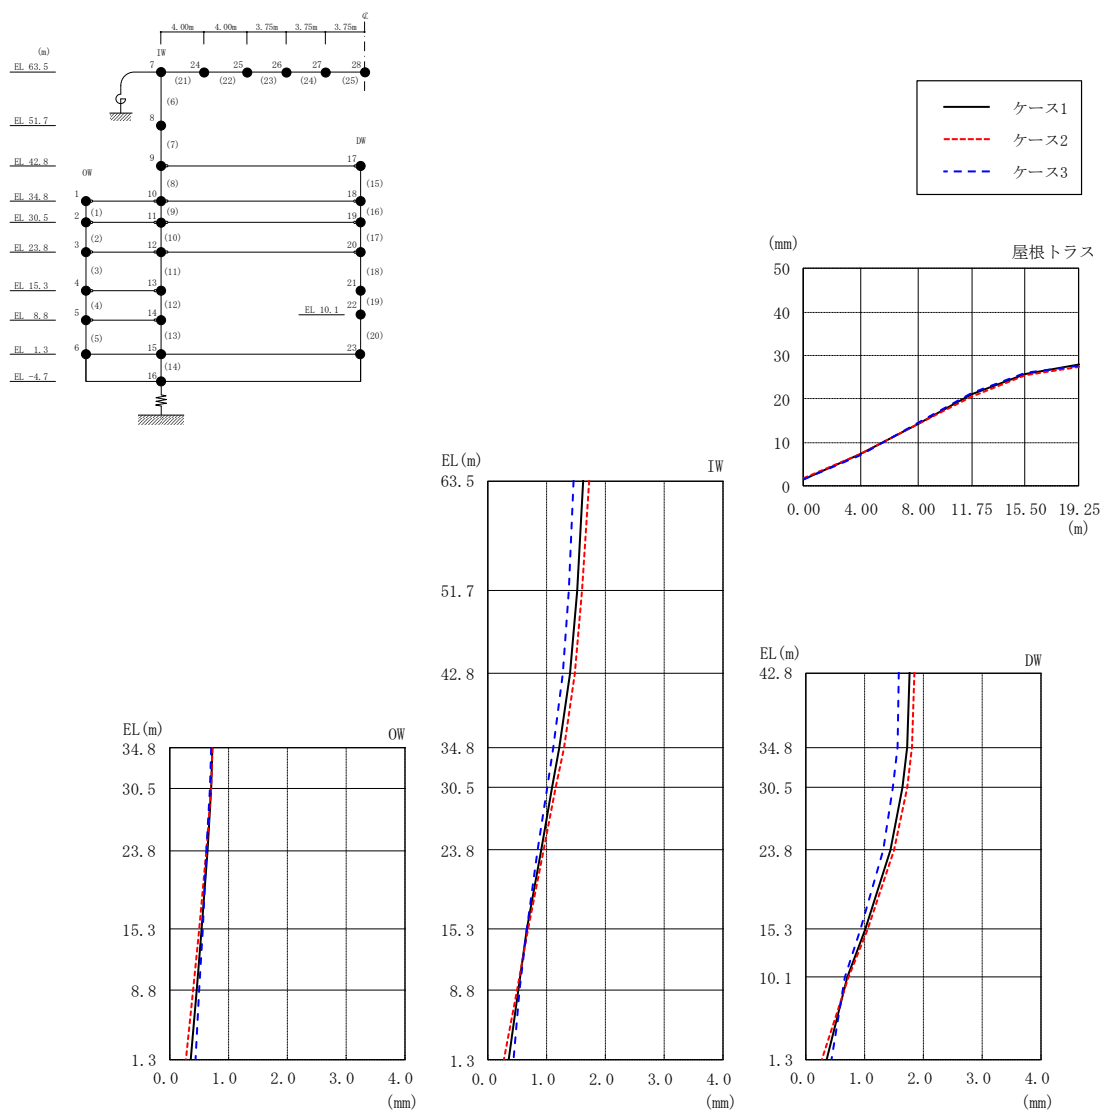 ℄
4.00m 4.00m 3.75m 3.75m 3.75m
(m) IW
EL 63.5 7 24 25 26 27 28
(21) (22) (23) (24) (25)
(6)
EL 51.7 8
(7) DW
EL 42.8 9 17
OW (8) (15)
EL 34.8 1 10 18
(1) (9) (16)
EL 30.5 2 11 19
(2) (10) (17)
EL 23.8 3 12 20
(3) (11) (18)
EL 15.3 4 13 21
(4) (12) (19)
EL 10.1 22
EL 8.8 5 14
(5) (13) (20)
EL 1.3 6 15 23
(14)
EL -4.7 16
ケース1
ケース2
ケース3
(mm) 屋根トラス
50
40
30
20
10
0
0.00 4.00 8.00 11.75 15.50 19.25
(m)
EL(m) IW
63.5
51.7
42.8
34.8
30.5
23.8
15.3
8.8
1.3
0.0 1.0 2.0 3.0 4.0
(mm)
EL(m) OW
34.8
30.5
23.8
15.3
8.8
1.3
0.0 1.0 2.0 3.0 4.0
(mm)
EL(m) DW
42.8
34.8
30.5
23.8
15.3
10.1
1.3
0.0 1.0 2.0 3.0 4.0
(mm)